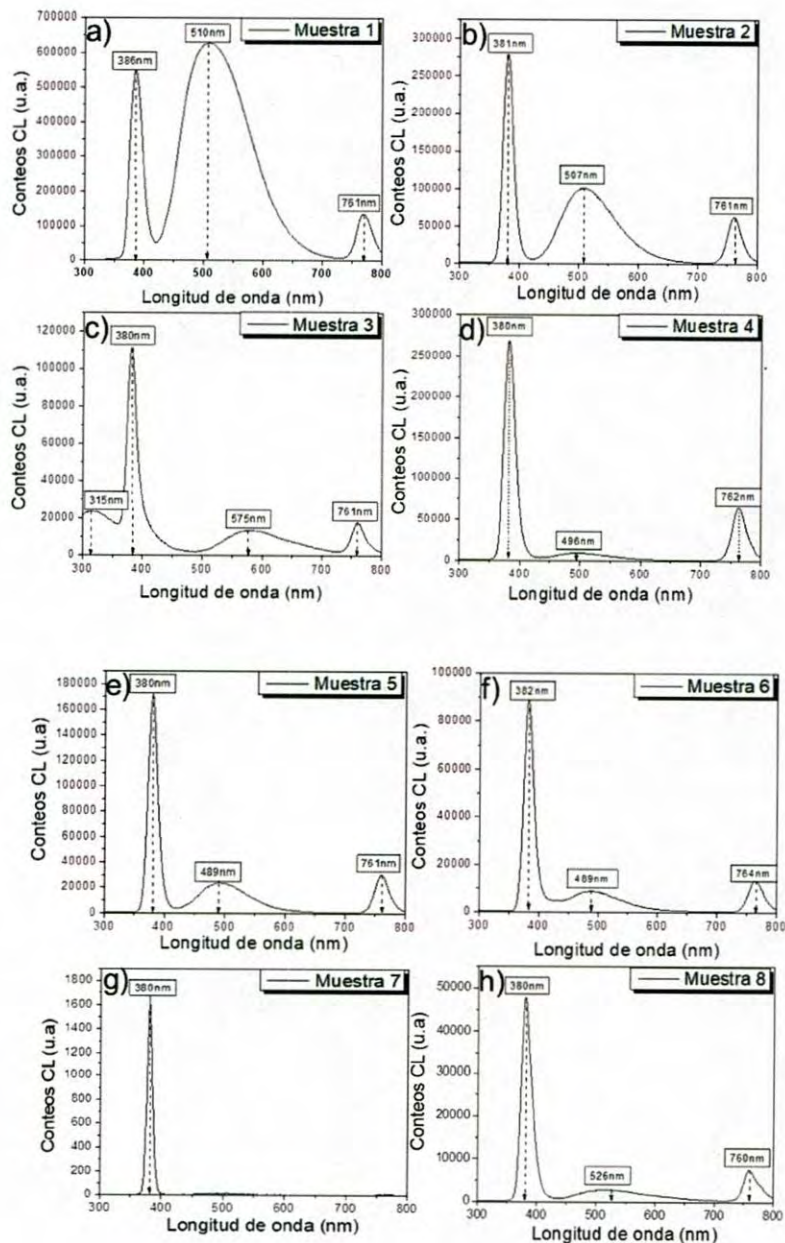 a)
Muestra 1
386nm
510nm
761nm
Conteos CL (u.a.)
700000
600000
500000
400000
300000
200000
100000
0
300 400 500 600 700 800
Longitud de onda (nm)
b)
Muestra 2
381nm
507nm
761nm
Conteos CL (u.a.)
300000
250000
200000
150000
100000
50000
0
300 400 500 600 700 800
Longitud de onda (nm)
c)
Muestra 3
380nm
315nm
575nm
761nm
Conteos CL (u.a.)
120000
100000
80000
60000
40000
20000
0
300 400 500 600 700 800
Longitud de onda (nm)
d)
Muestra 4
380nm
496nm
762nm
Conteos CL (u.a.)
300000
250000
200000
150000
100000
50000
0
300 400 500 600 700 800
Longitud de onda (nm)
e)
Muestra 5
380nm
489nm
761nm
Conteos CL (u.a)
180000
160000
140000
120000
100000
80000
60000
40000
20000
0
300 400 500 600 700 800
Longitud de onda (nm)
f)
Muestra 6
382nm
489nm
764nm
Conteos CL (u.a.)
100000
80000
60000
40000
20000
0
300 400 500 600 700 800
Longitud de onda (nm)
g)
Muestra 7
380nm
Conteos CL (u.a)
1800
1600
1400
1200
1000
800
600
400
200
0
300 400 500 600 700 800
Longitud de onda (nm)
h)
Muestra 8
380nm
526nm
760nm
Conteos CL (u.a.)
50000
40000
30000
20000
10000
0
300 400 500 600 700 800
Longitud de onda (nm)